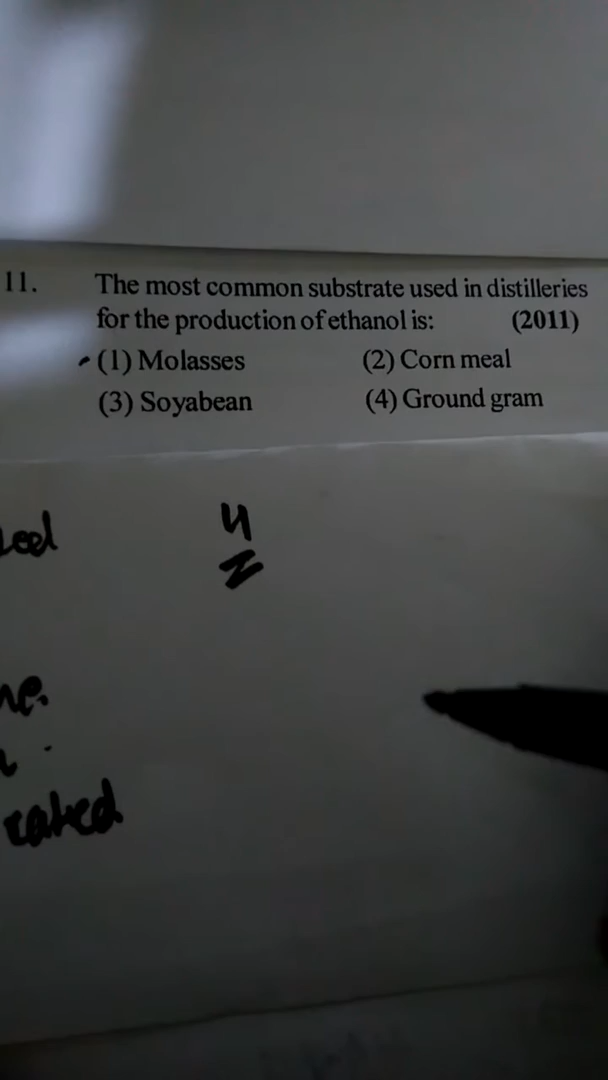 11. The most common substrate used in distilleries
for the production of ethanol is: (2011)
(1) Molasses (2) Corn meal
(3) Soyabean (4) Ground gram
4